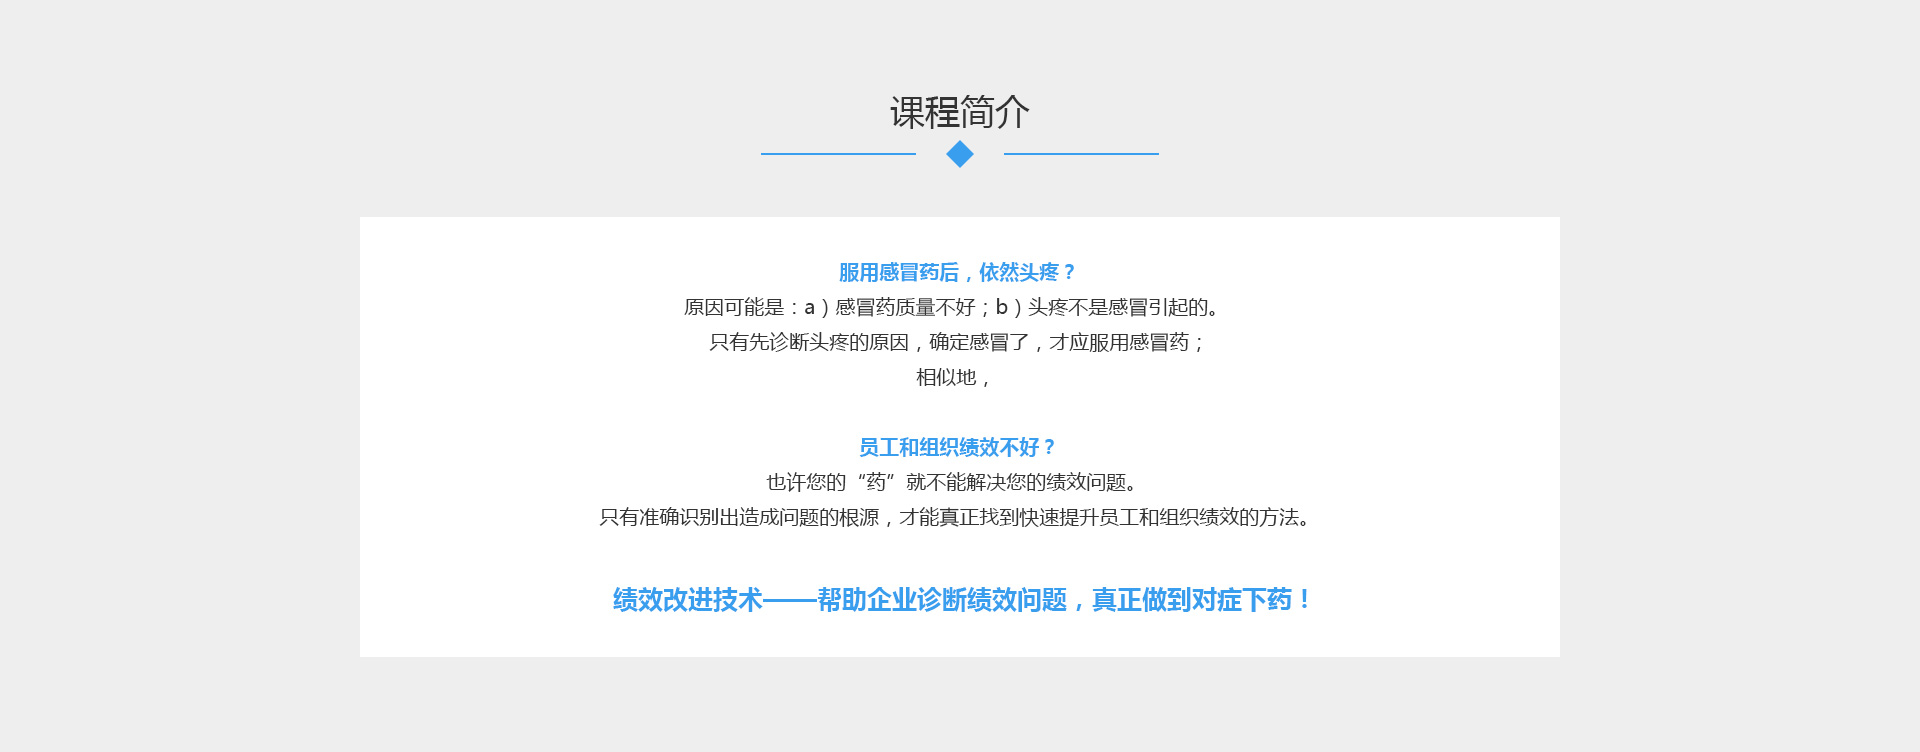 课程简介
服用感冒药后，依然头疼？
原因可能是：a）感冒药质量不好；b）头疼不是感冒引起的。
只有先诊断头疼的原因，确定感冒了，才应服用感冒药；
相似地，
员工和组织绩效不好？
也许您的“药”就不能解决您的绩效问题。
只有准确识别出造成问题的根源，才能真正找到快速提升员工和组织绩效的方法。
绩效改进技术——帮助企业诊断绩效问题，真正做到对症下药！